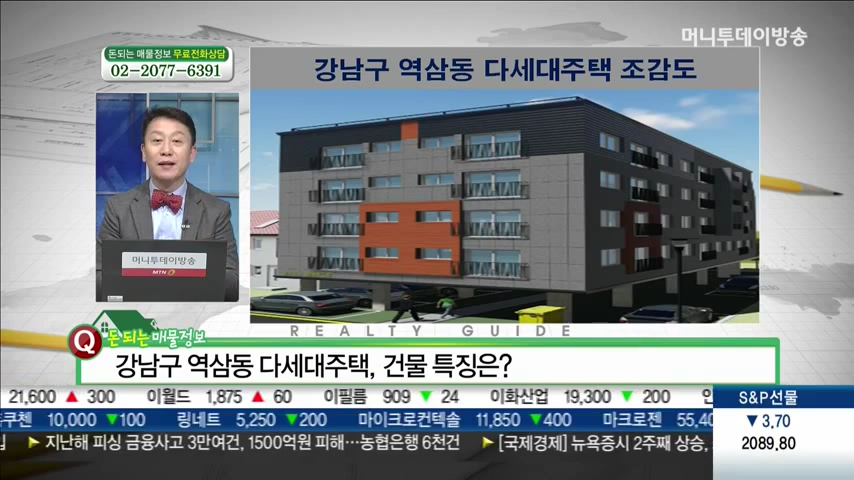 돈되는 매물정보 무료전화상담
02-2077-6391
머니투데이방송
강남구 역삼동 다세대주택 조감도
머니투데이방송
MTN
REALTY GUIDE
Q 돈되는 매물정보
강남구 역삼동 다세대주택, 건물 특징은?
21,600 ▲ 300 이월드 1,875 ▲ 60 이필름 909 ▼ 24 이화산업 19,300 ▼ 200
S&P선물
▼ 3.70
2089.80
쿠첸 10,000 ▼100 링네트 5,250 ▼200 마이크로컨텍솔 11,850 ▼400 마크로젠 55,40
▶ 지난해 피싱 금융사고 3만여건, 1500억원 피해…농협은행 6천건 ▶ [국제경제] 뉴욕증시 2주째 상승,